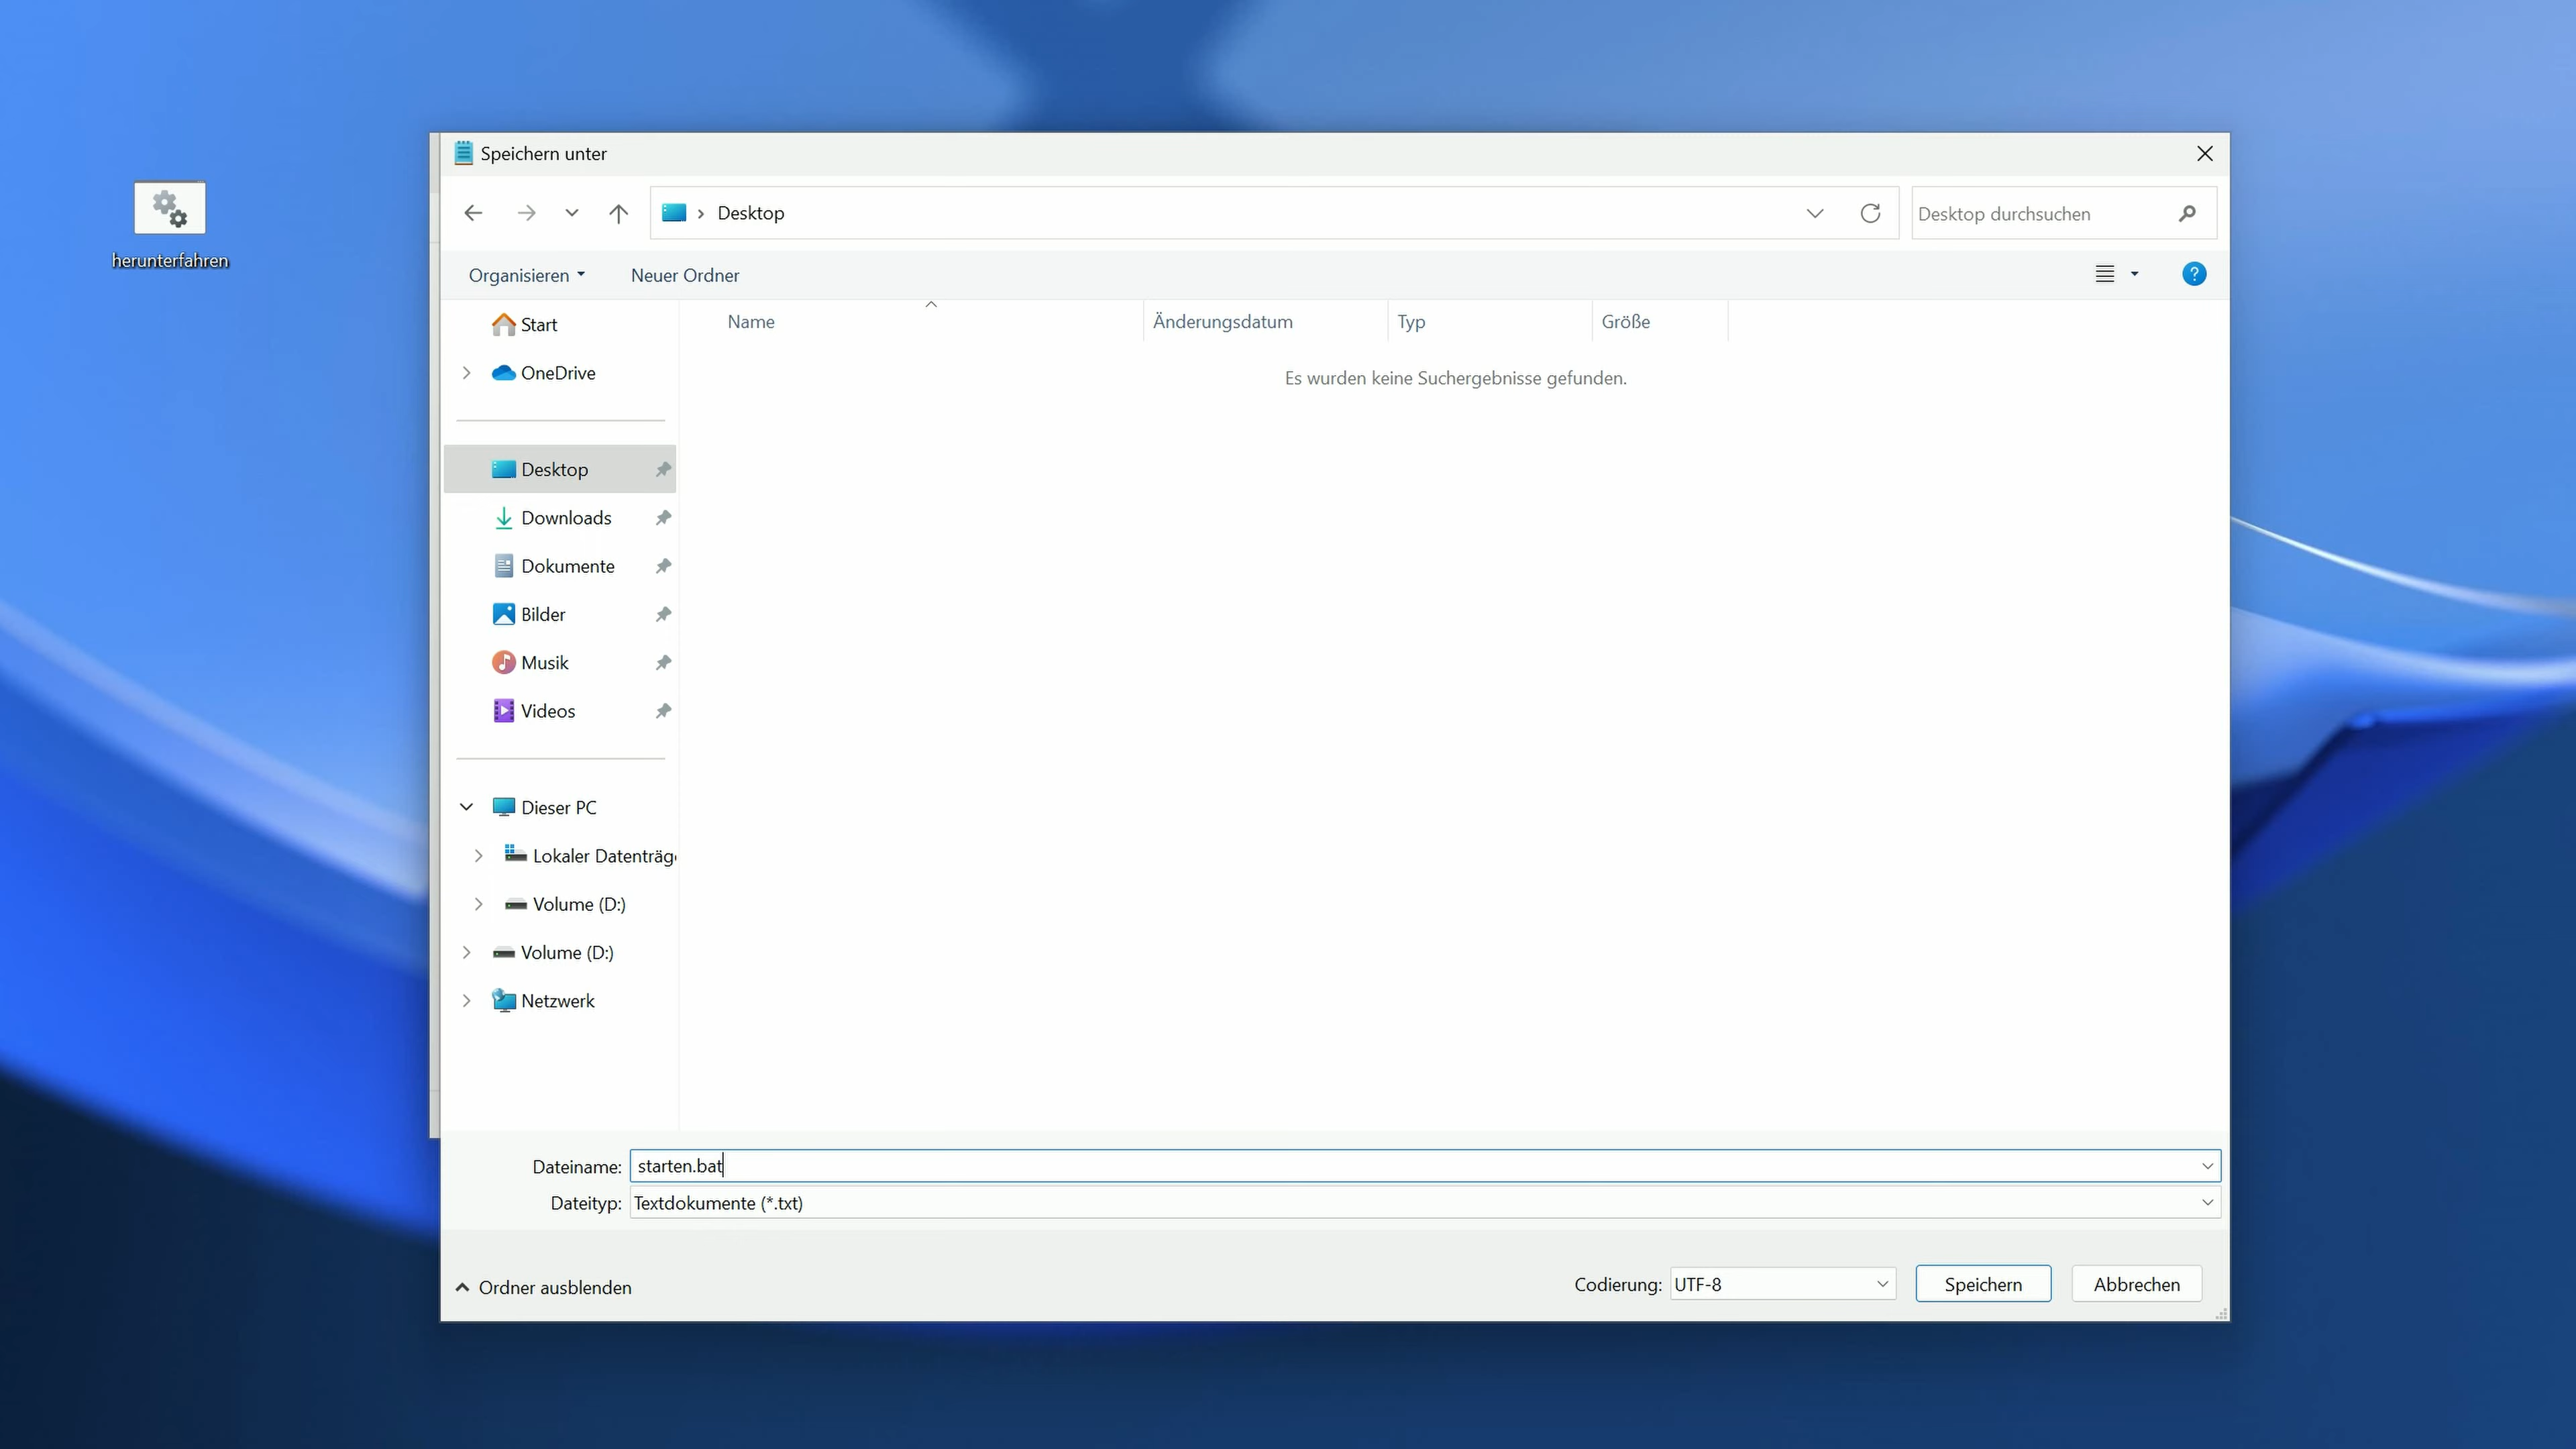 herunterfahren
Speichern unter
Desktop
Desktop durchsuchen
Organisieren
Neuer Ordner
Start
OneDrive
Desktop
Downloads
Dokumente
Bilder
Musik
Videos
Dieser PC
Lokaler Datenträg
Volume (D:)
Volume (D:)
Netzwerk
Name
Änderungsdatum
Typ
Größe
Es wurden keine Suchergebnisse gefunden.
Dateiname: starten.bat
Dateityp: Textdokumente (*.txt)
Ordner ausblenden
Codierung: UTF-8
Speichern
Abbrechen